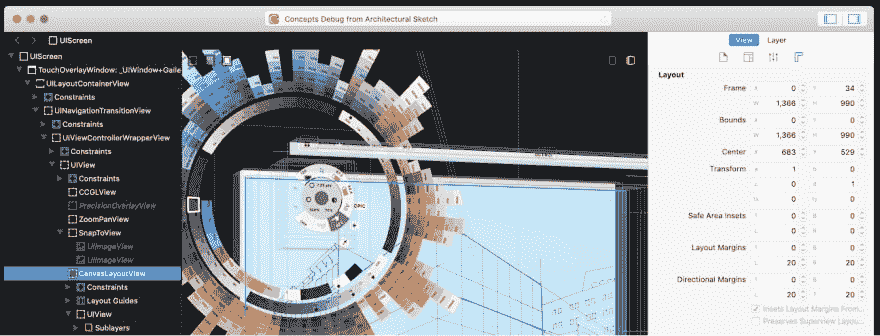 Concepts Debug from Architectural Sketch
UIScreen
View Layer
UIScreen
TouchOverlayWindow: _UIWindow+Gaile
UILayoutContainerView
Constraints
UINavigationTransitionView
Constraints
UIViewControllerWrapperView
Constraints
UIView
Constraints
CCGLView
PrecisionOverlayView
ZoomPanView
SnapToView
UIImageView
UIImageView
CanvasLayoutView
Constraints
Layout Guides
UIView
Sublayers
OPIC
Layout
Frame X 0 Y 34
W 1,366 H 990
Bounds X 0 Y 0
W 1,366 H 990
Center X 683 Y 529
Transform a 1 b 0
0 d 1
0 0
Safe Area Insets 0 0
0 0
Layout Margins 0 0
L 20 R 20
Directional Margins 0 0
20 20
Insets Layout Margins From...
Preserves Superview Layou...